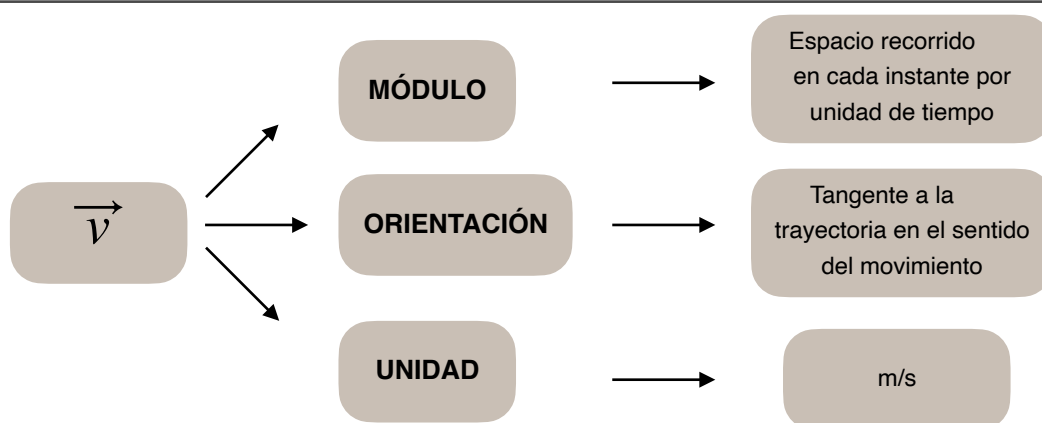 MÓDULO
Espacio recorrido
en cada instante por
unidad de tiempo
v
ORIENTACIÓN
Tangente a la
trayectoria en el sentido
del movimiento
UNIDAD
m/s